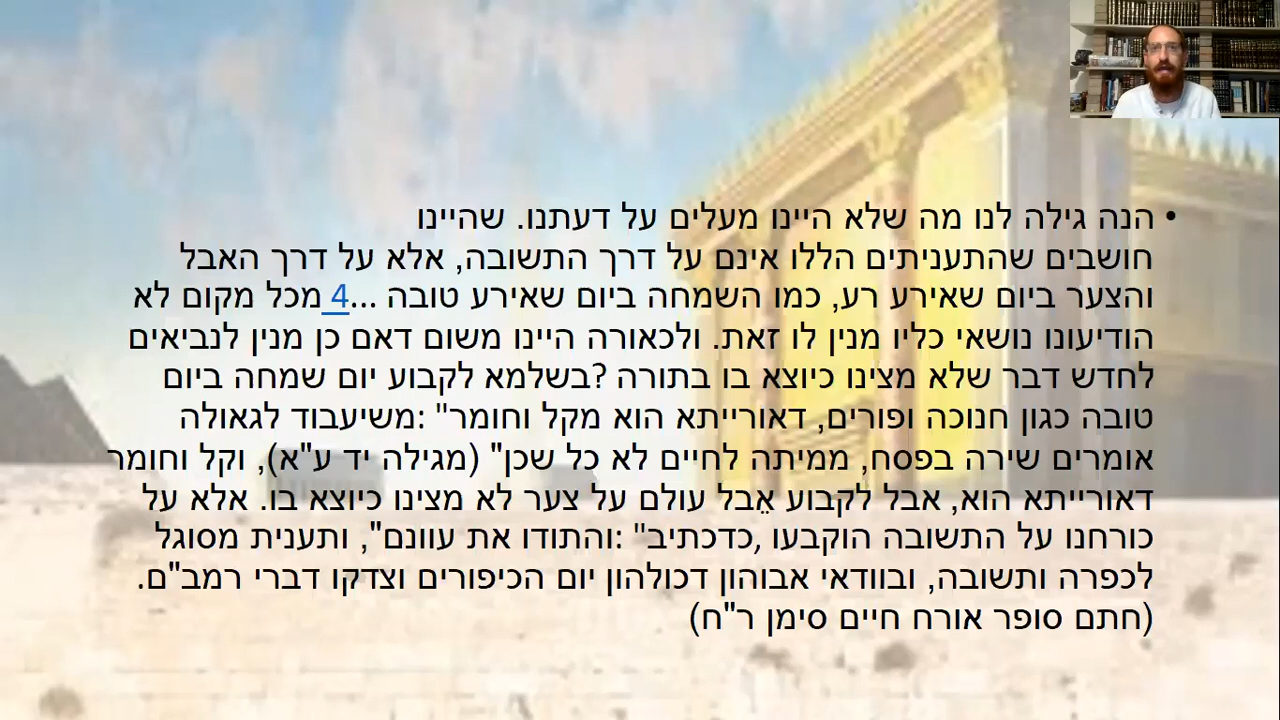 • הנה גילה לנו מה שלא היינו מעלים על דעתנו. שהיינו
חושבים שהתעניתים הללו אינם על דרך התשובה, אלא על דרך האבל
והצער ביום שאירע רע, כמו השמחה ביום שאירע טובה ...4 מכל מקום לא
הודיעונו נושאי כליו מנין לו זאת. ולכאורה היינו משום דאם כן מנין לנביאים
לחדש דבר שלא מצינו כיוצא בו בתורה ?בשלמא לקבוע יום שמחה ביום
טובה כגון חנוכה ופורים, דאורייתא הוא מקל וחומר" :משיעבוד לגאולה
אומרים שירה בפסח, ממיתה לחיים לא כל שכן" (מגילה יד ע"א), וקל וחומר
דאורייתא הוא, אבל לקבוע אֵבל עולם על צער לא מצינו כיוצא בו. אלא על
כורחנו על התשובה הוקבעו ,כדכתיב" :והתודו את עוונם", ותענית מסוגל
לכפרה ותשובה, ובוודאי אבוהון דכולהון יום הכיפורים וצדקו דברי רמב"ם.
(חתם סופר אורח חיים סימן ר"ח)